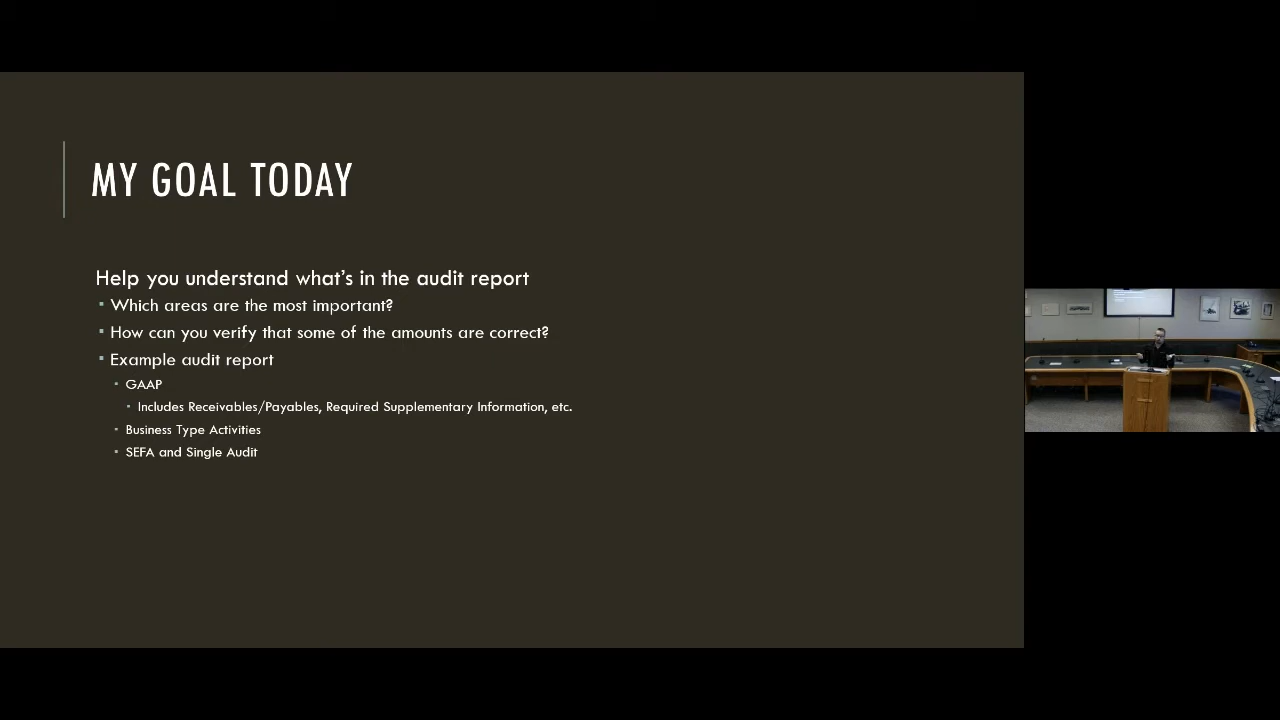 MY GOAL TODAY
Help you understand what's in the audit report
▪ Which areas are the most important?
▪ How can you verify that some of the amounts are correct?
▪ Example audit report
▪ GAAP
▪ Includes Receivables/Payables, Required Supplementary Information, etc.
▪ Business Type Activities
▪ SEFA and Single Audit